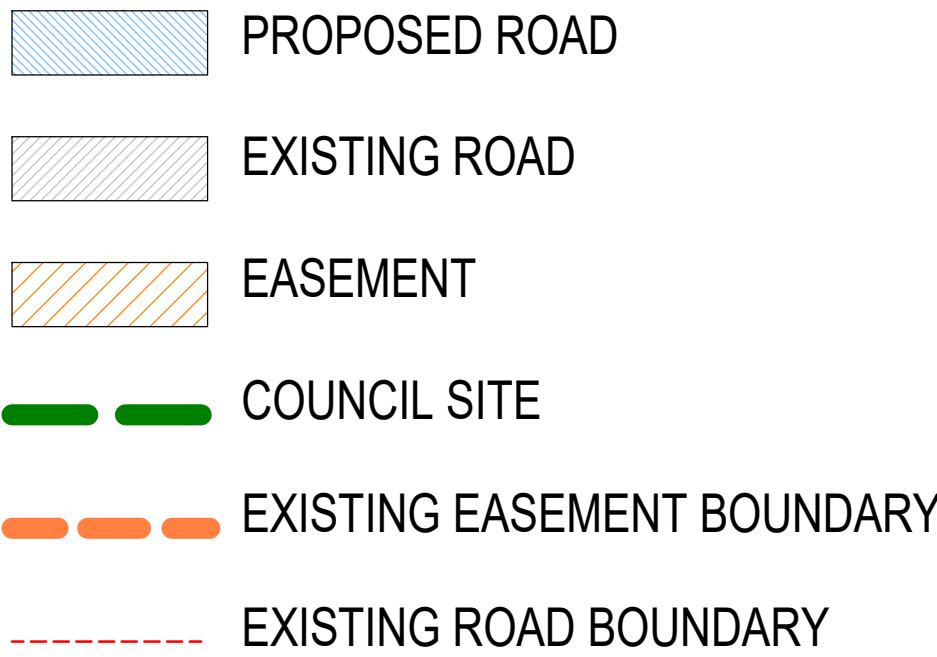 PROPOSED ROAD
EXISTING ROAD
EASEMENT
COUNCIL SITE
EXISTING EASEMENT BOUNDARY
EXISTING ROAD BOUNDARY